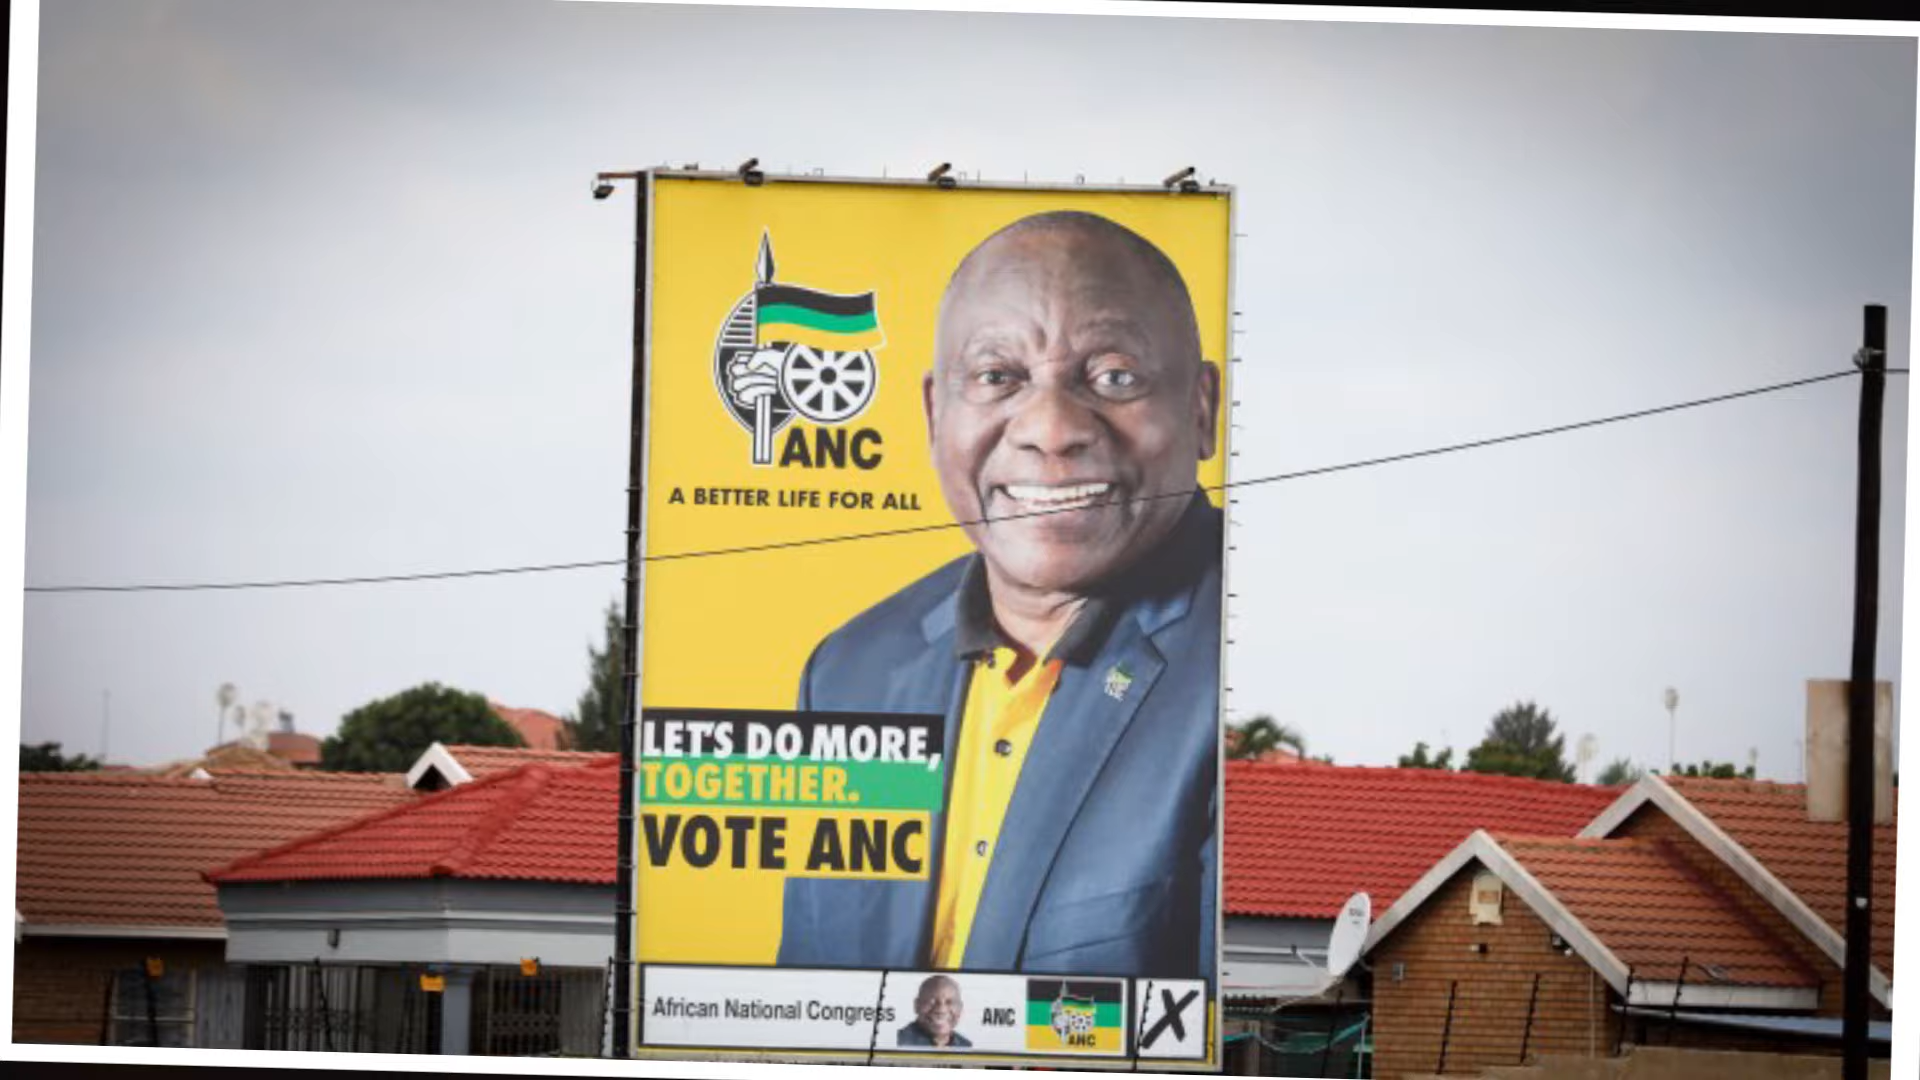 ANC
A BETTER LIFE FOR ALL
LET'S DO MORE,
TOGETHER.
VOTE ANC
African National Congress ANC ANC X